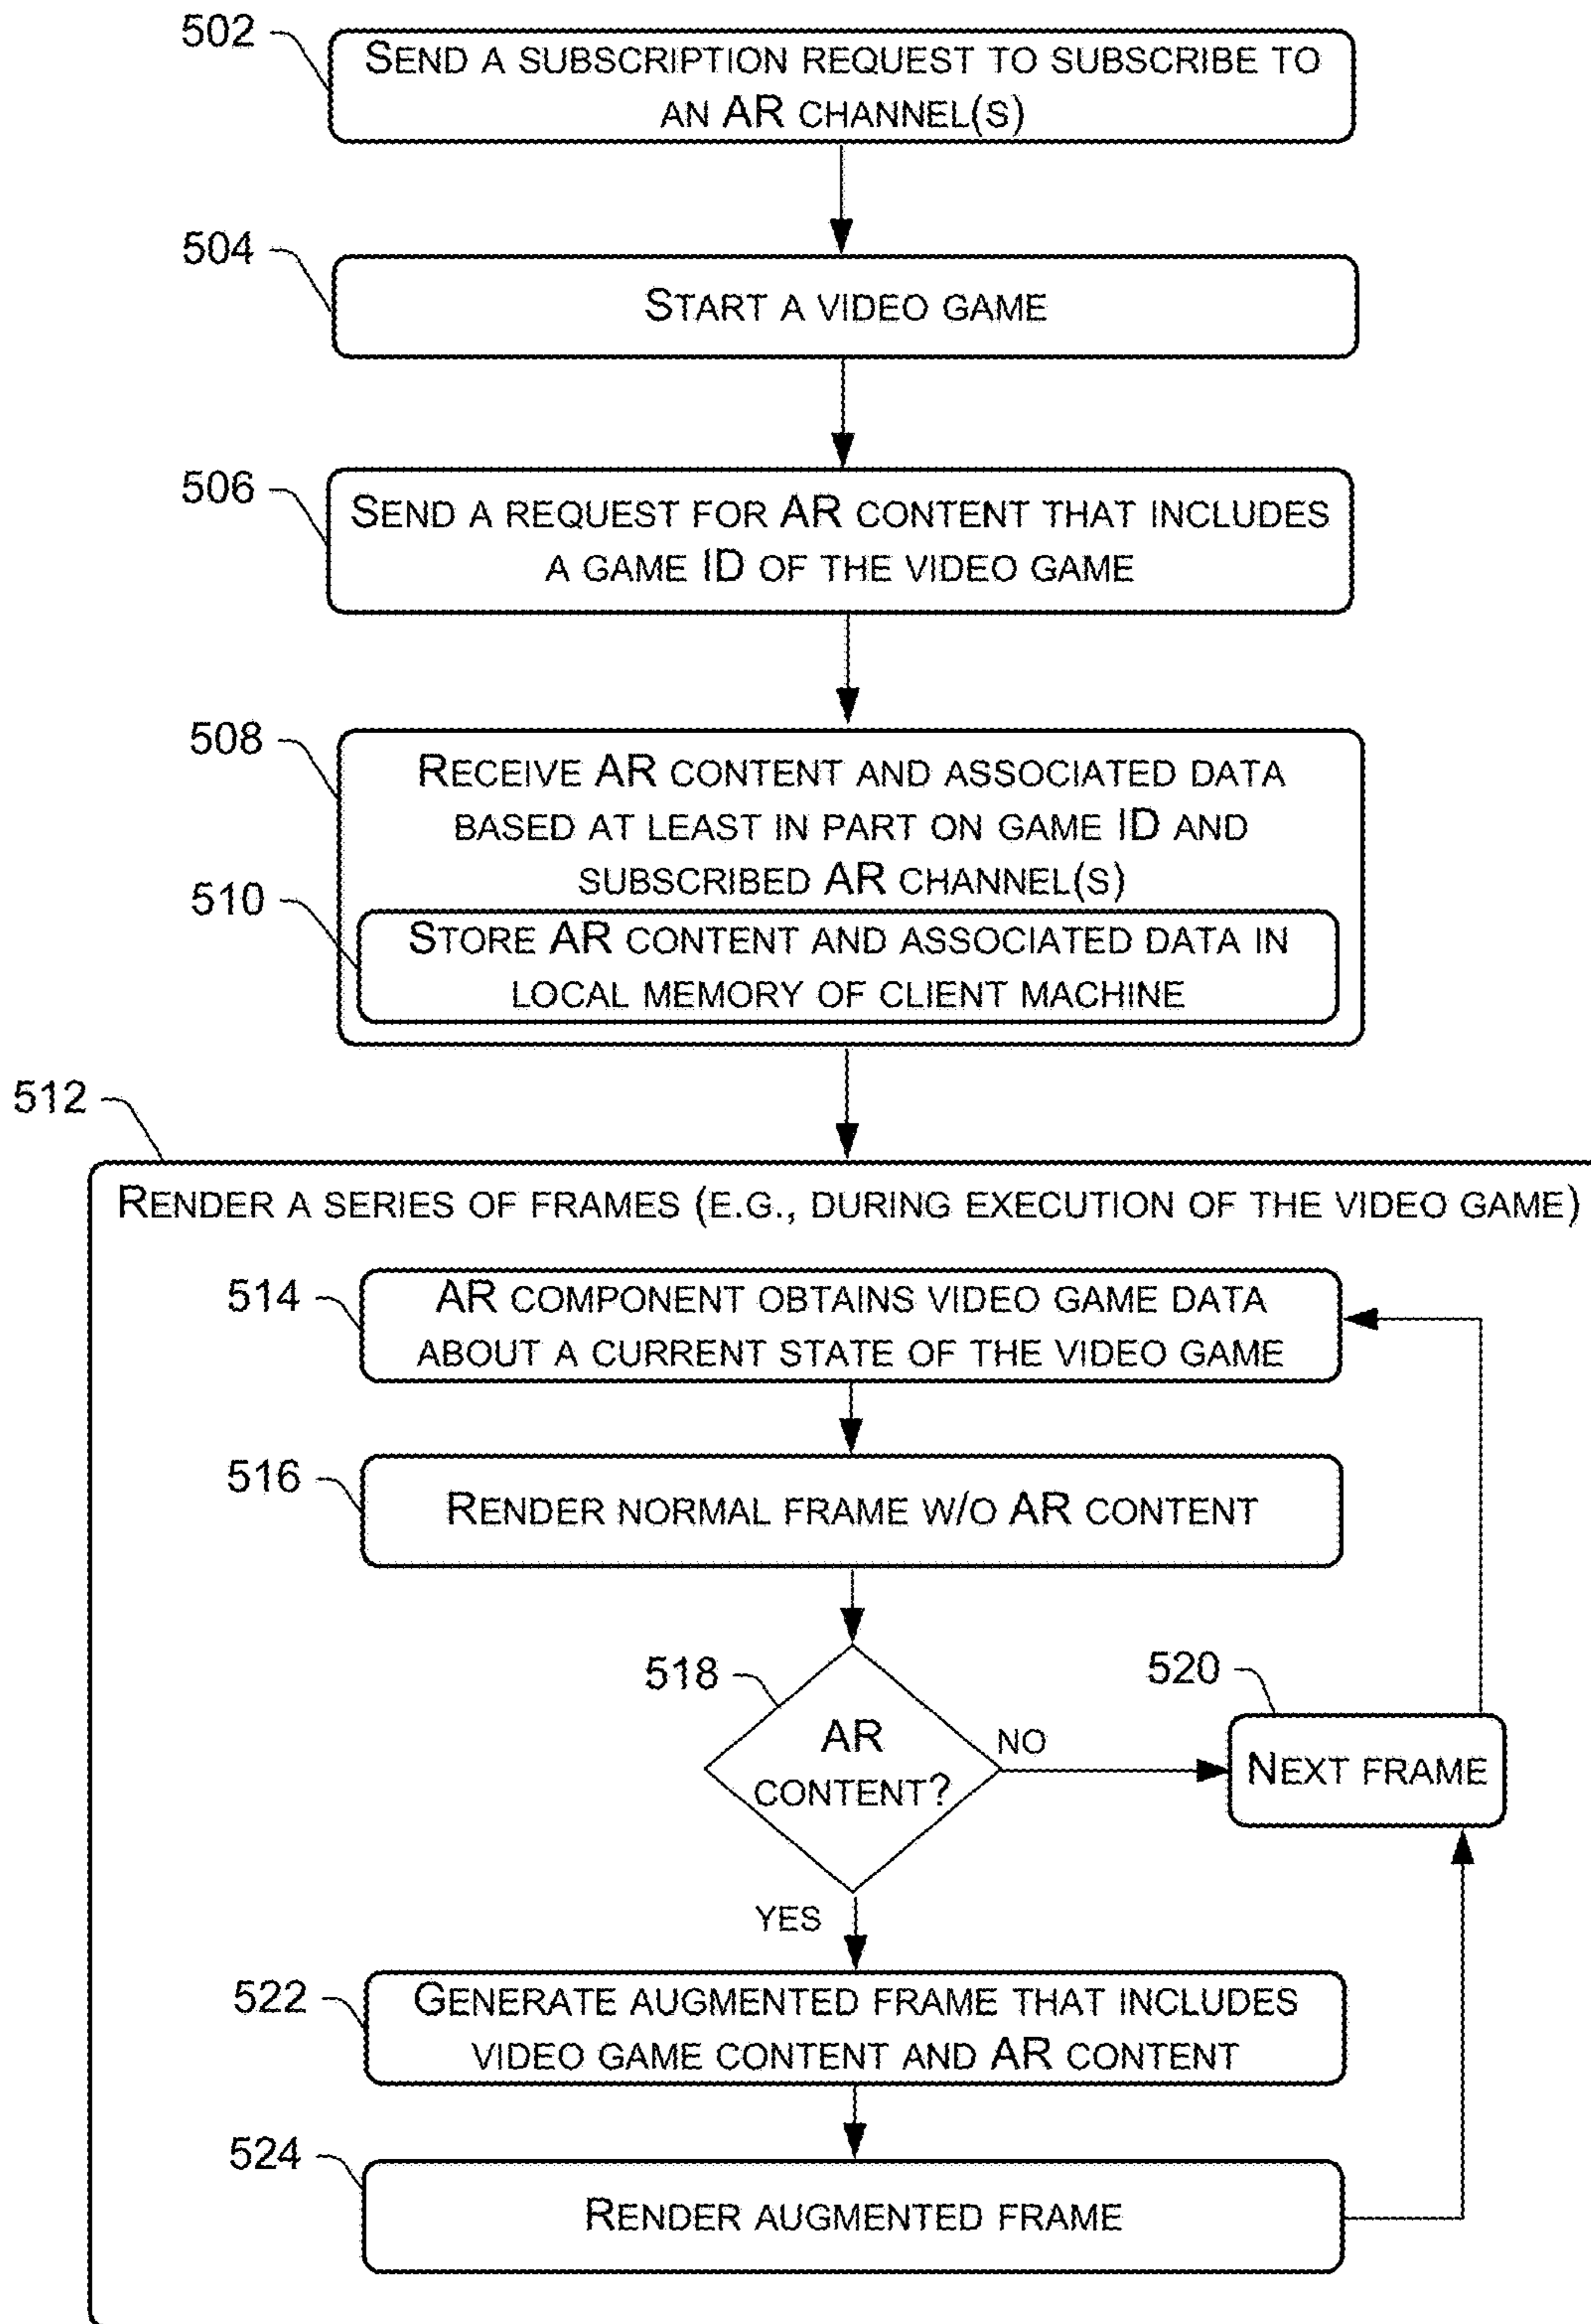 502
SEND A SUBSCRIPTION REQUEST TO SUBSCRIBE TO
AN AR CHANNEL(S)
504
START A VIDEO GAME
506
SEND A REQUEST FOR AR CONTENT THAT INCLUDES
A GAME ID OF THE VIDEO GAME
508
RECEIVE AR CONTENT AND ASSOCIATED DATA
BASED AT LEAST IN PART ON GAME ID AND
SUBSCRIBED AR CHANNEL(S)
510
STORE AR CONTENT AND ASSOCIATED DATA IN
LOCAL MEMORY OF CLIENT MACHINE
512
RENDER A SERIES OF FRAMES (E.G., DURING EXECUTION OF THE VIDEO GAME)
514
AR COMPONENT OBTAINS VIDEO GAME DATA
ABOUT A CURRENT STATE OF THE VIDEO GAME
516
RENDER NORMAL FRAME W/O AR CONTENT
518
AR
CONTENT?
NO
520
NEXT FRAME
YES
522
GENERATE AUGMENTED FRAME THAT INCLUDES
VIDEO GAME CONTENT AND AR CONTENT
524
RENDER AUGMENTED FRAME